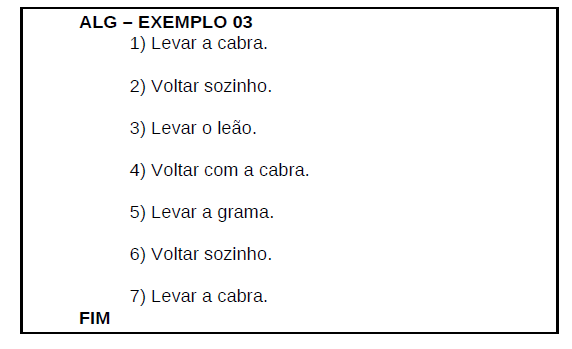 ALG – EXEMPLO 03
1) Levar a cabra.
2) Voltar sozinho.
3) Levar o leão.
4) Voltar com a cabra.
5) Levar a grama.
6) Voltar sozinho.
7) Levar a cabra.
FIM